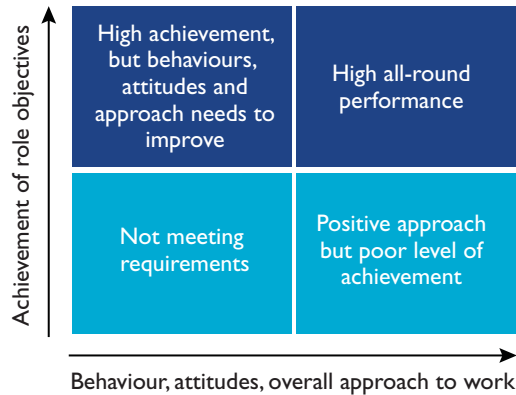 Achievement of role objectives
High achievement,
but behaviours,
attitudes and
approach needs to
improve
High all-round
performance
Not meeting
requirements
Positive approach
but poor level of
achievement
Behaviour, attitudes, overall approach to work